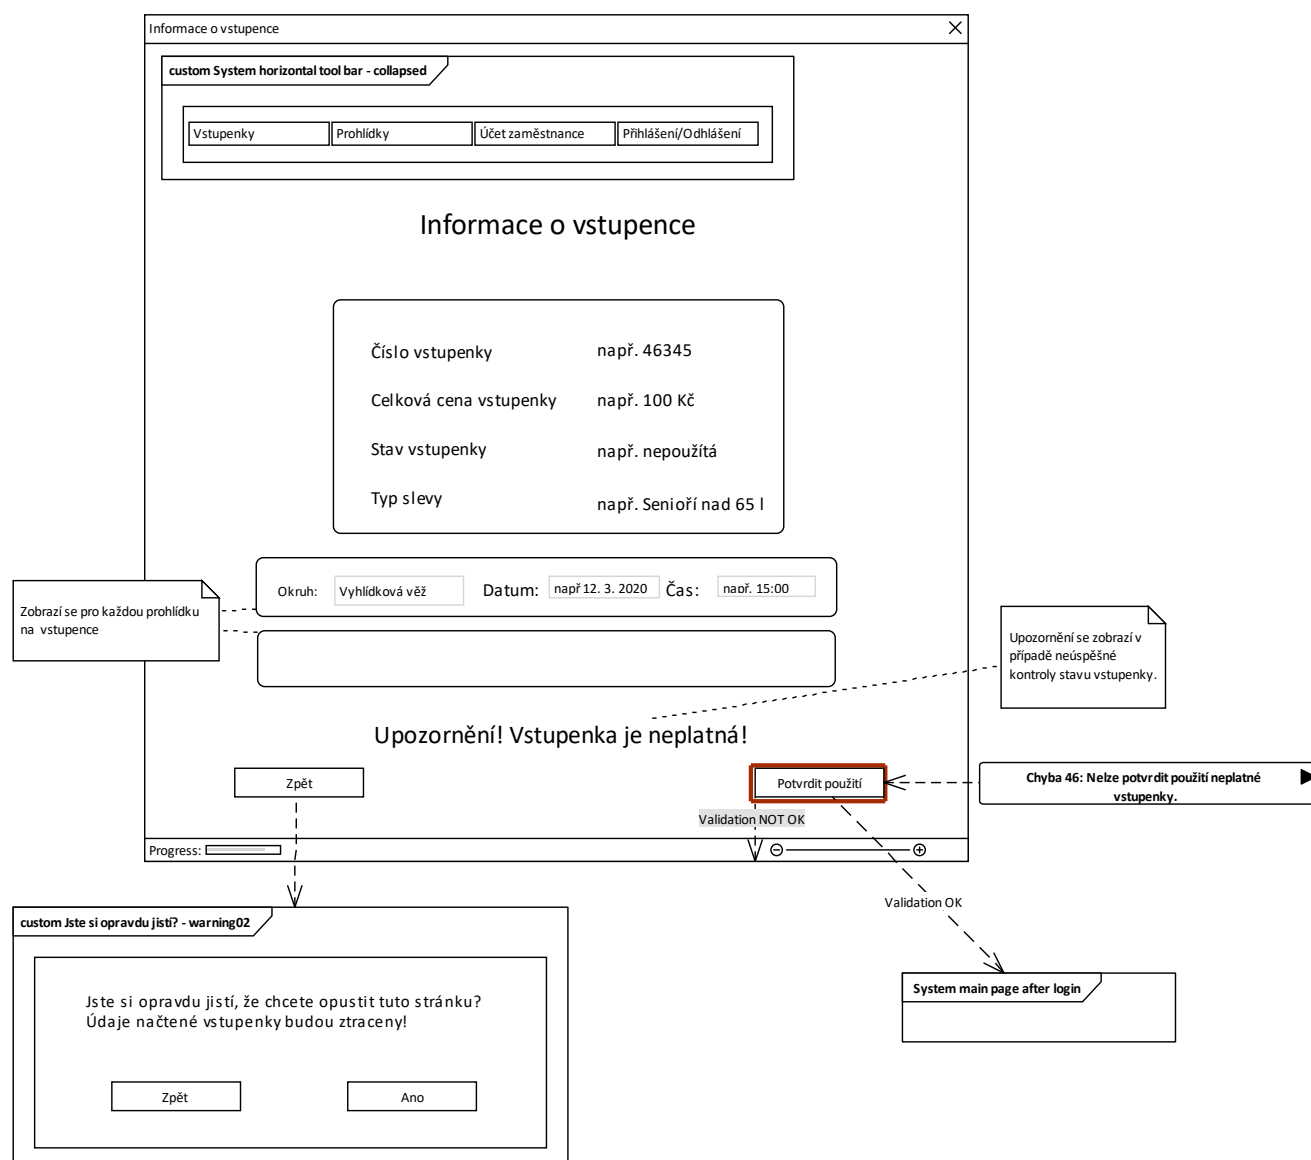 Informace o vstupence
custom System horizontal tool bar - collapsed
Vstupenky
Prohlídky
Účet zaměstnance
Přihlášení/Odhlášení
Informace o vstupence
Číslo vstupenky
např. 46345
Celková cena vstupenky
např. 100 Kč
Stav vstupenky
např. nepoužítá
Typ slevy
např. Senioří nad 65 l
Okruh:
Vyhlídková věž
Datum:
např 12. 3. 2020
Čas:
např. 15:00
Zobrazí se pro každou prohlídku
na vstupence
Upozornění se zobrazí v
případě neúspěšné
kontroly stavu vstupenky.
Upozornění! Vstupenka je neplatná!
Zpět
Potvrdit použití
Chyba 46: Nelze potvrdit použití neplatné
vstupenky.
Validation NOT OK
Progress:
Validation OK
custom Jste si opravdu jistí? - warning02
Jste si opravdu jistí, že chcete opustit tuto stránku?
Údaje načtené vstupenky budou ztraceny!
Zpět
Ano
System main page after login